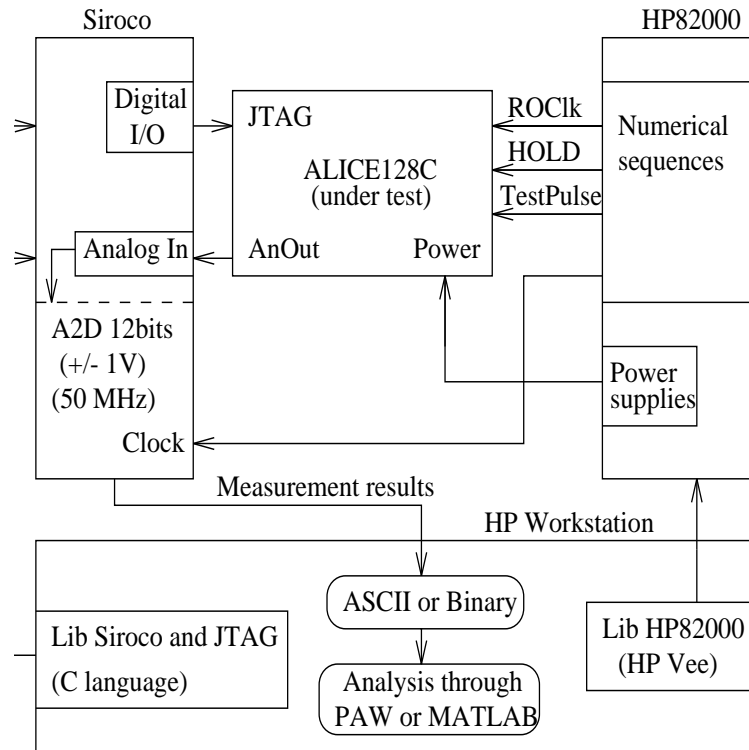 Siroco
HP82000
Digital
I/O
JTAG
ALICE128C
(under test)
AnOut
Power
ROClk
HOLD
TestPulse
Numerical
sequences
Analog In
A2D 12bits
(+/- 1V)
(50 MHz)
Clock
Power
supplies
Measurement results
HP Workstation
ASCII or Binary
Lib Siroco and JTAG
(C language)
Analysis through
PAW or MATLAB
Lib HP82000
(HP Vee)